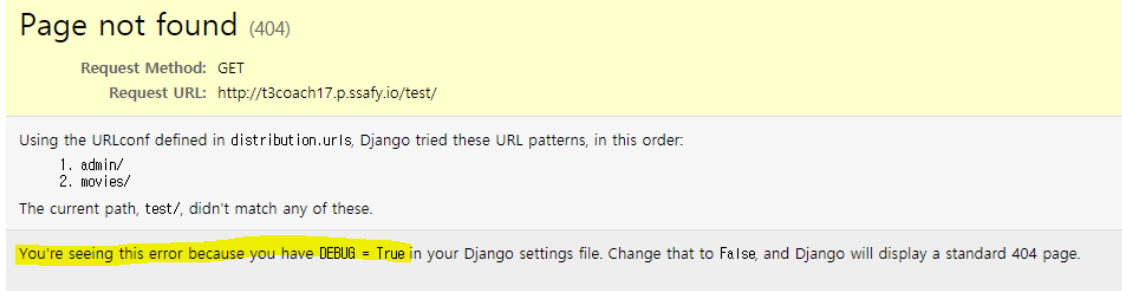 Page not found (404)
Request Method: GET
Request URL: http://t3coach17.p.ssafy.io/test/
Using the URLconf defined in distribution.urls, Django tried these URL patterns, in this order:
1. admin/
2. movies/
The current path, test/, didn't match any of these.
You're seeing this error because you have DEBUG = True in your Django settings file. Change that to False, and Django will display a standard 404 page.